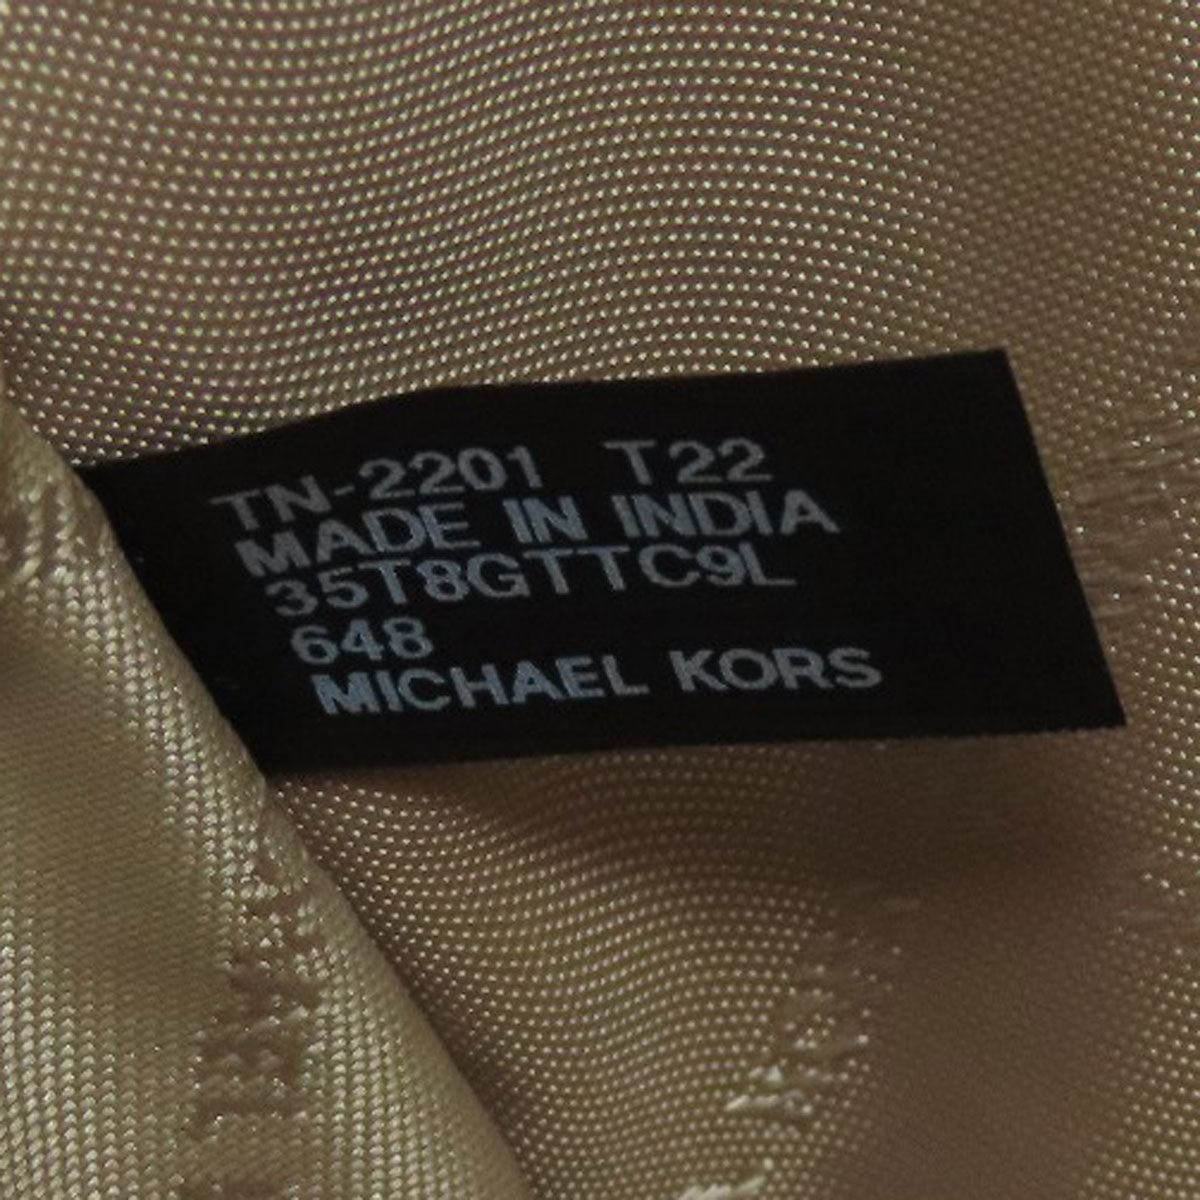 TN-2201 T22
MADE IN INDIA
35T8GTTC9L
648
MICHAEL KORS